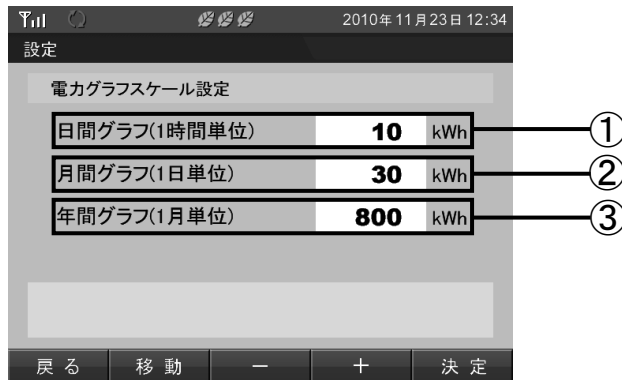 2010年11月23日 12:34
設定
電力グラフスケール設定
日間グラフ(1時間単位) 10 kWh ①
月間グラフ(1日単位) 30 kWh ②
年間グラフ(1月単位) 800 kWh ③
戻る 移動 － ＋ 決定